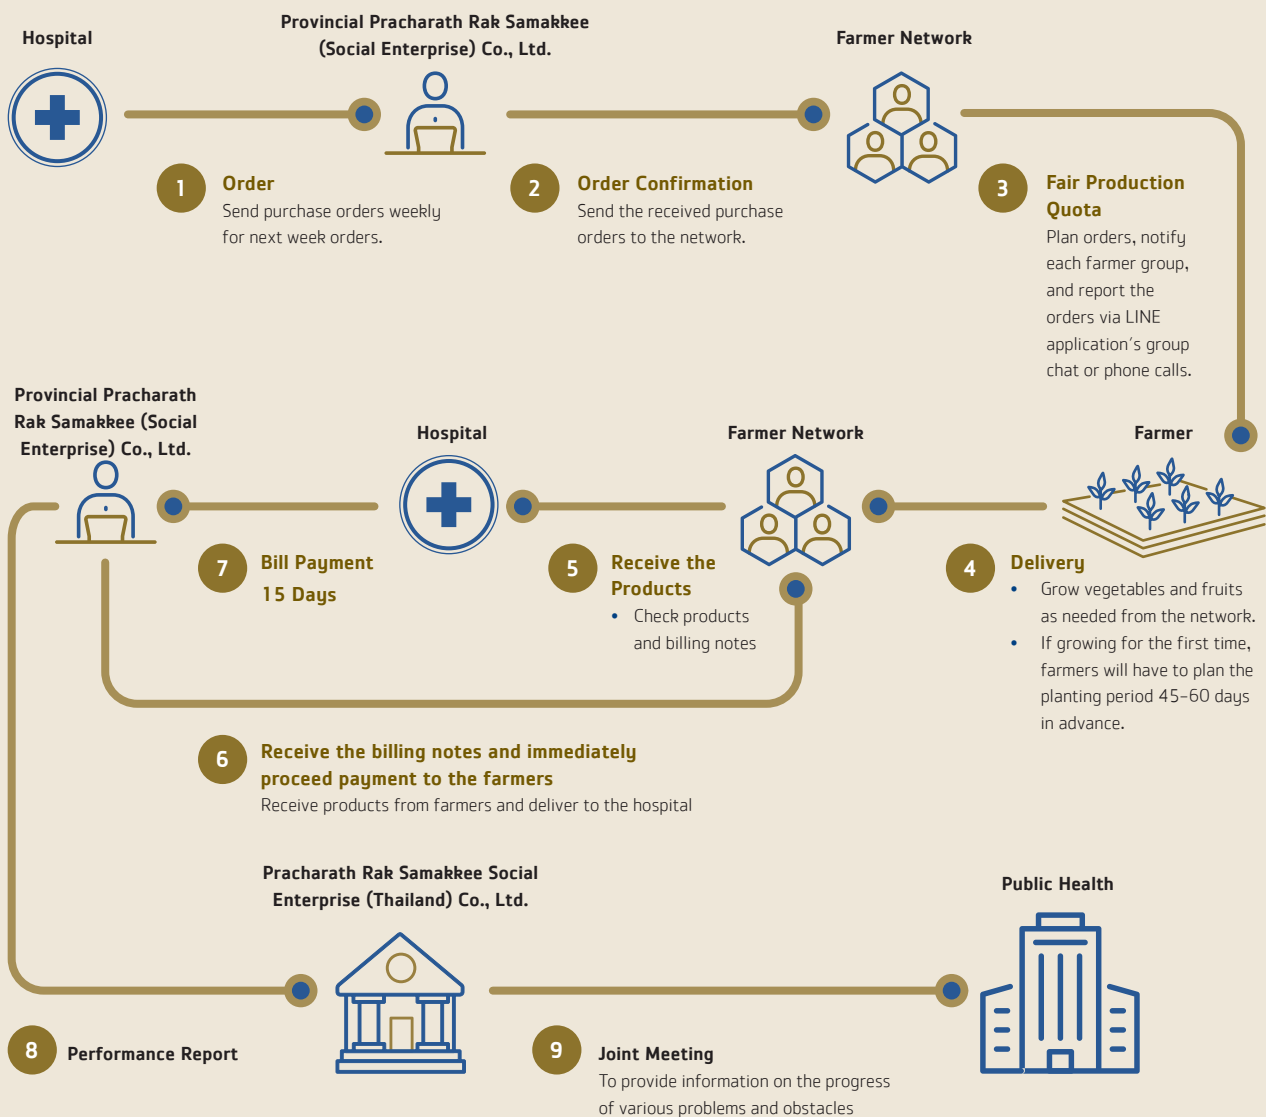 Hospital
Provincial Pracharath Rak Samakkee
(Social Enterprise) Co., Ltd.
Farmer Network
1
Order
Send purchase orders weekly
for next week orders.
2
Order Confirmation
Send the received purchase
orders to the network.
3
Fair Production
Quota
Plan orders, notify
each farmer group,
and report the
orders via LINE
application's group
chat or phone calls.
Provincial Pracharath
Rak Samakkee (Social
Enterprise) Co., Ltd.
Hospital
Farmer Network
Farmer
7
Bill Payment
15 Days
5
Receive the
Products
• Check products
and billing notes
4
Delivery
• Grow vegetables and fruits
as needed from the network.
• If growing for the first time,
farmers will have to plan the
planting period 45-60 days
in advance.
6
Receive the billing notes and immediately
proceed payment to the farmers
Receive products from farmers and deliver to the hospital
Pracharath Rak Samakkee Social
Enterprise (Thailand) Co., Ltd.
Public Health
8
Performance Report
9
Joint Meeting
To provide information on the progress
of various problems and obstacles